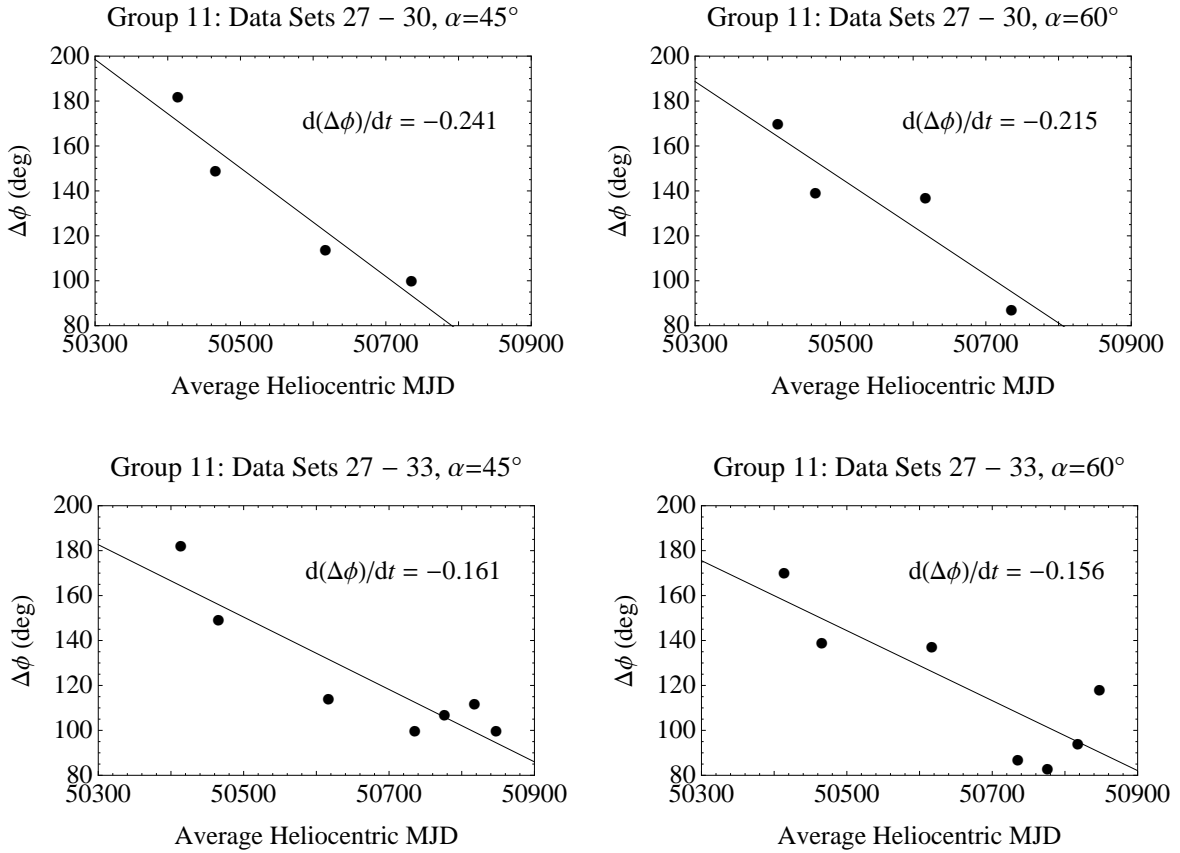 Group 11: Data Sets 27 − 30, α=45°
200
180
160
140
120
100
80
Δϕ (deg)
d(Δϕ)/dt = −0.241
50300
50500
50700
50900
Average Heliocentric MJD
Group 11: Data Sets 27 − 30, α=60°
200
180
160
140
120
100
80
Δϕ (deg)
d(Δϕ)/dt = −0.215
50300
50500
50700
50900
Average Heliocentric MJD
Group 11: Data Sets 27 − 33, α=45°
200
180
160
140
120
100
80
Δϕ (deg)
d(Δϕ)/dt = −0.161
50300
50500
50700
50900
Average Heliocentric MJD
Group 11: Data Sets 27 − 33, α=60°
200
180
160
140
120
100
80
Δϕ (deg)
d(Δϕ)/dt = −0.156
50300
50500
50700
50900
Average Heliocentric MJD